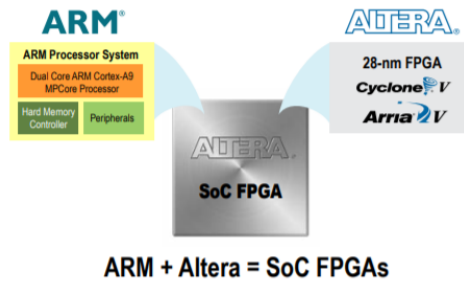 ARM®
ARM Processor System
Dual Core ARM Cortex-A9
MPCore Processor
Hard Memory
Controller
Peripherals
ALTERA®
28-nm FPGA
Cyclone V
Arria V
ALTERA®
SoC FPGA
ARM + Altera = SoC FPGAs